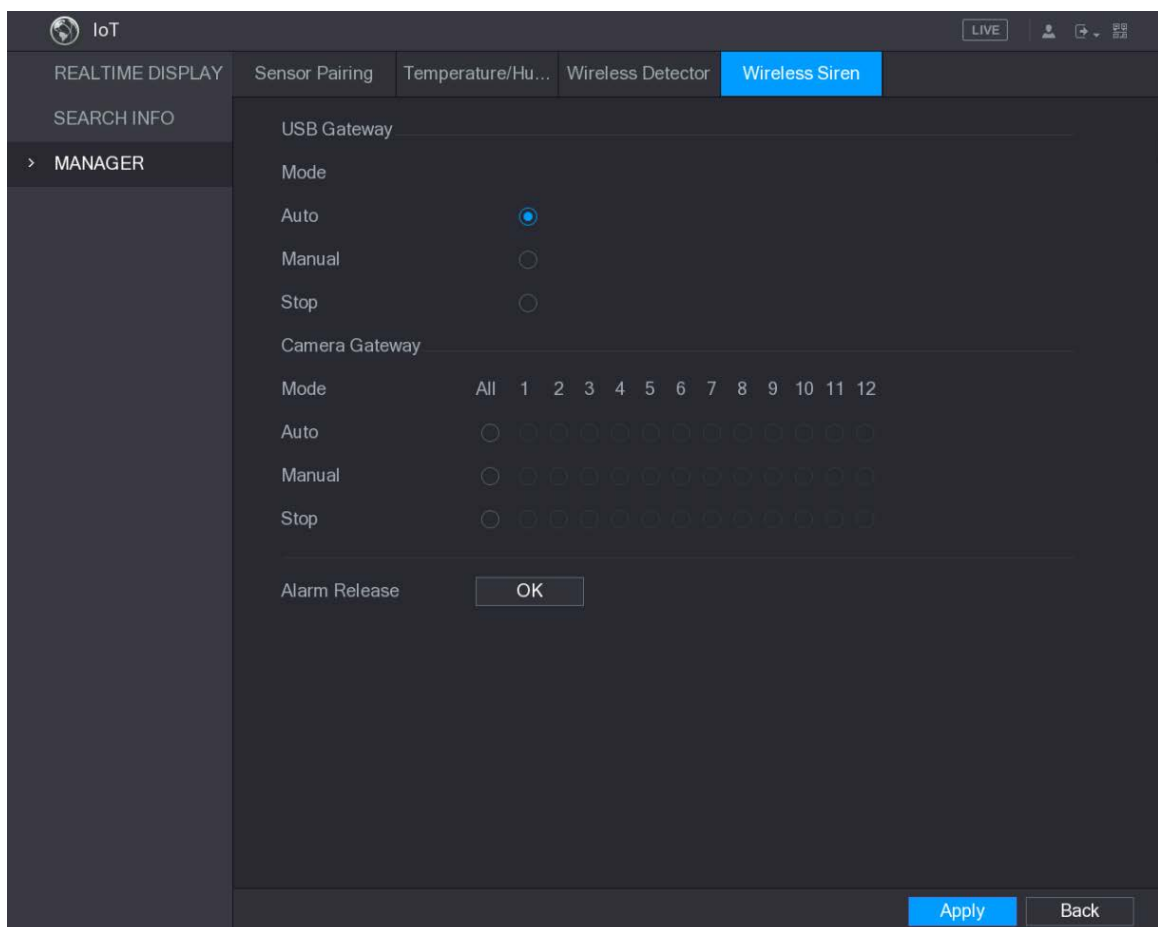 IoT
LIVE
REALTIME DISPLAY
SEARCH INFO
> MANAGER
Sensor Pairing Temperature/Hu... Wireless Detector Wireless Siren
USB Gateway
Mode
Auto
Manual
Stop
Camera Gateway
Mode All 1 2 3 4 5 6 7 8 9 10 11 12
Auto
Manual
Stop
Alarm Release OK
Apply Back